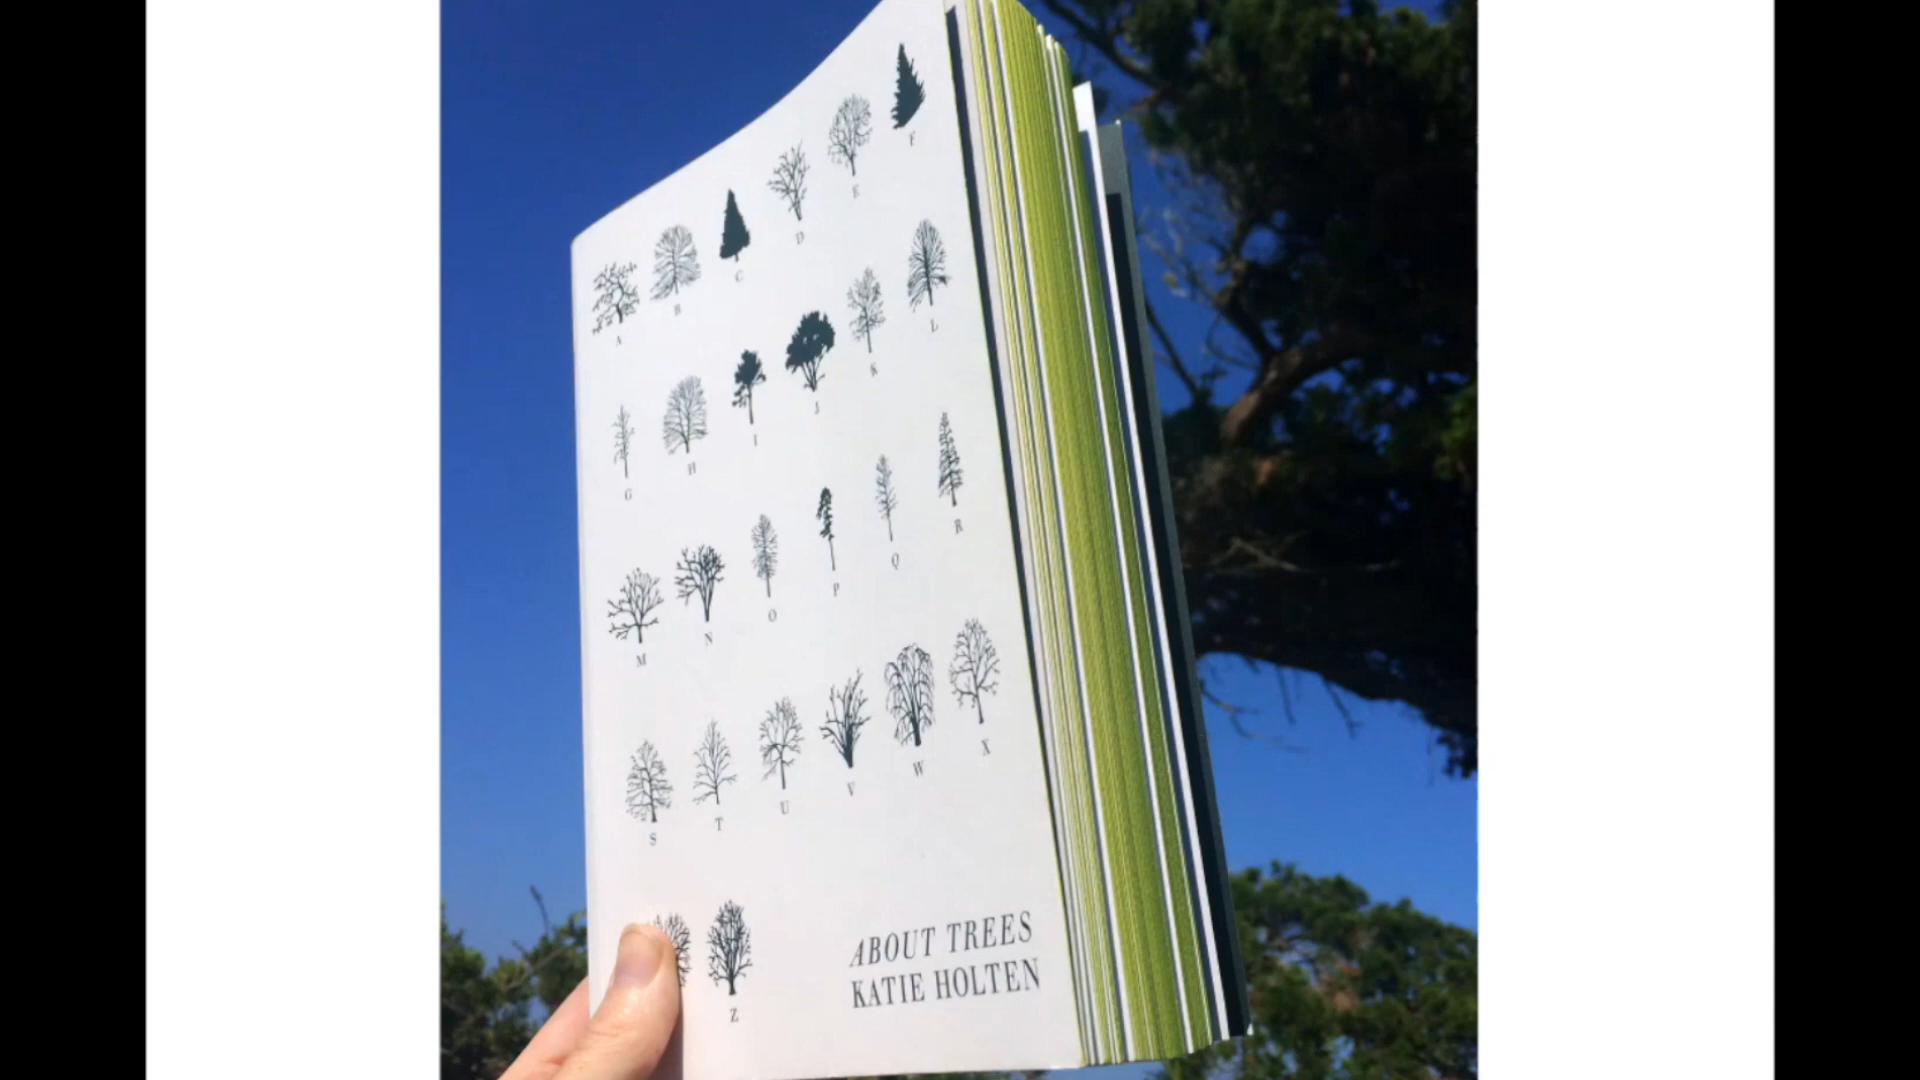 A B C D E F
G H I J K L
M N O P Q R
S T U V W X
Z
ABOUT TREES
KATIE HOLTEN